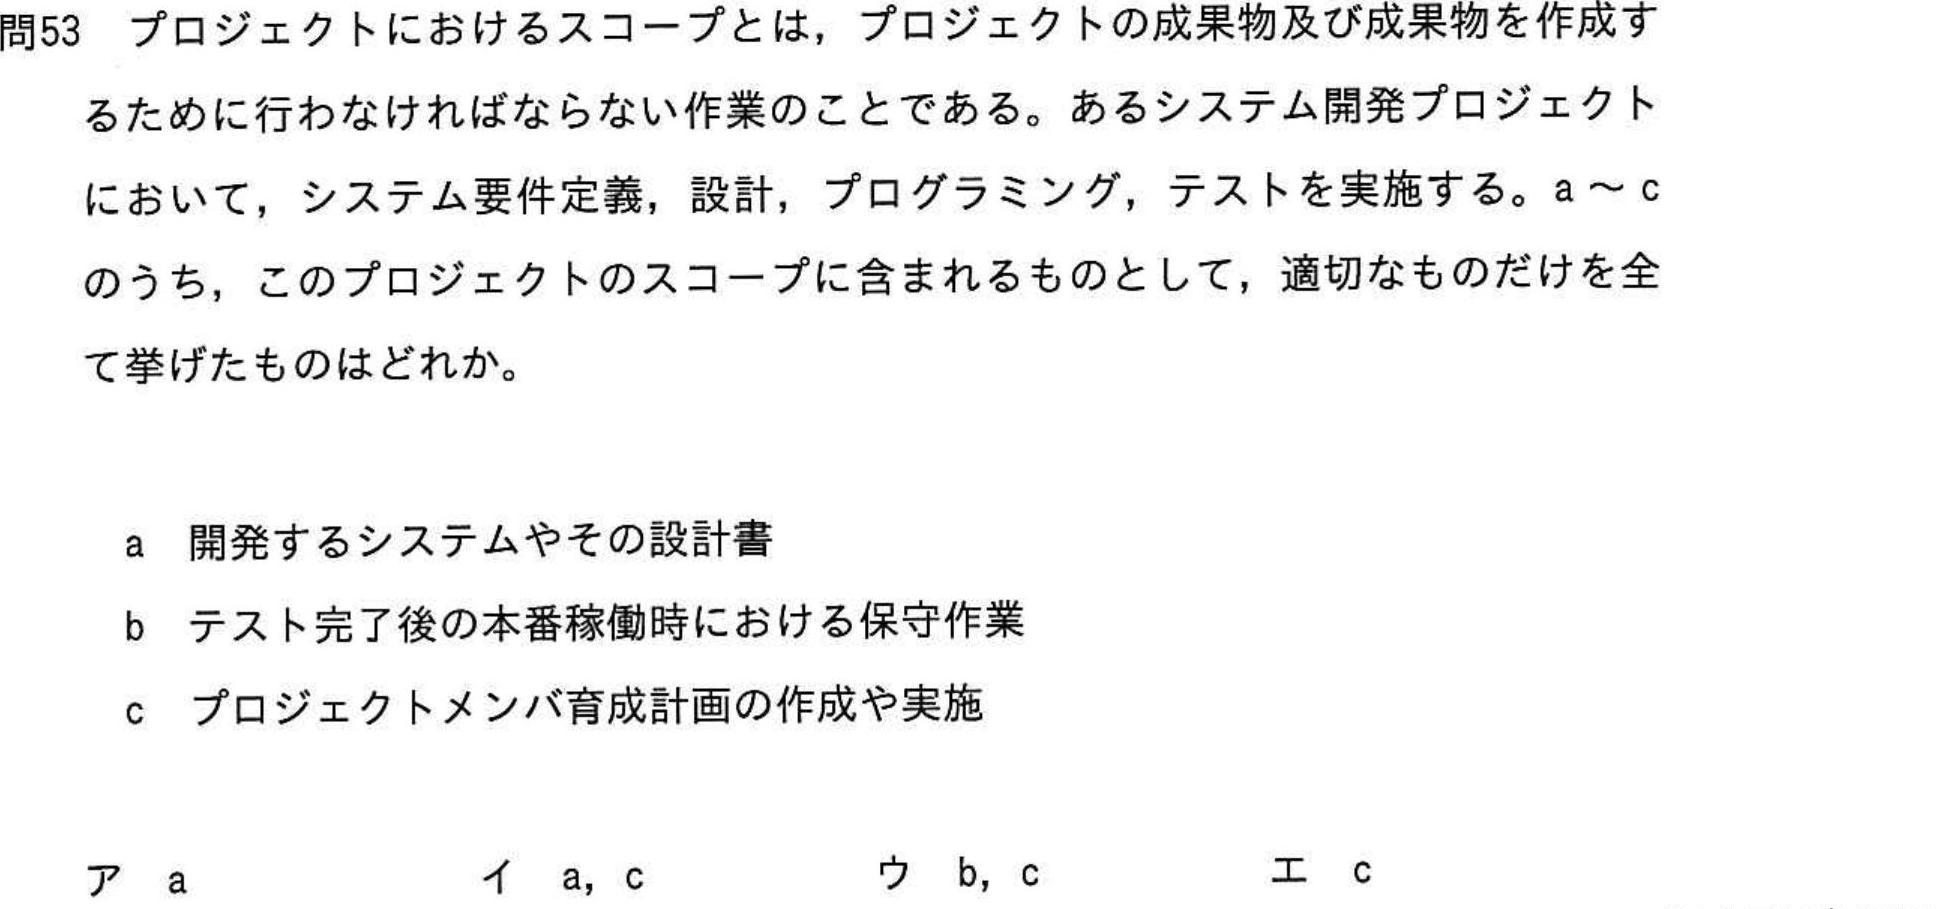 問53 プロジェクトにおけるスコープとは，プロジェクトの成果物及び成果物を作成す
るために行わなければならない作業のことである。あるシステム開発プロジェクト
において，システム要件定義，設計，プログラミング，テストを実施する。a～c
のうち，このプロジェクトのスコープに含まれるものとして，適切なものだけを全
て挙げたものはどれか。
a 開発するシステムやその設計書
b テスト完了後の本番稼働時における保守作業
c プロジェクトメンバ育成計画の作成や実施
ア a イ a, c ウ b, c エ c